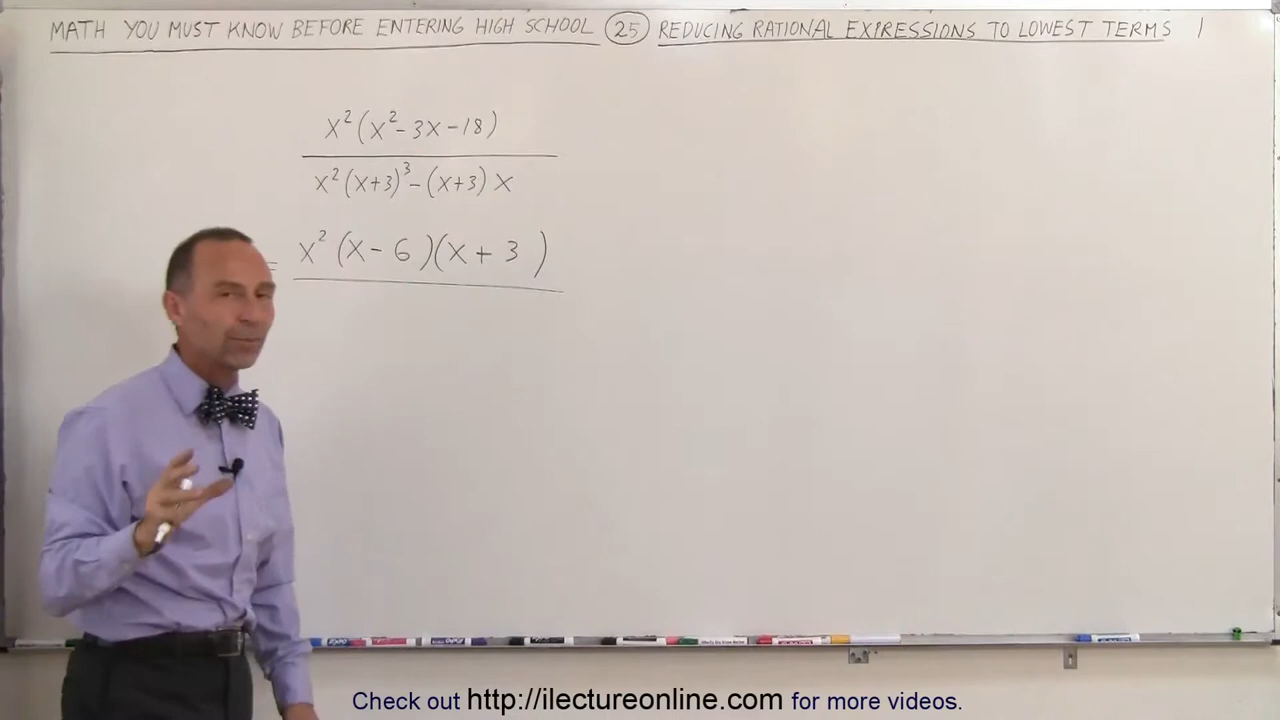 MATH YOU MUST KNOW BEFORE ENTERING HIGH SCHOOL (25) REDUCING RATIONAL EXPRESSIONS TO LOWEST TERMS 1
x²(x²-3x-18)
x²(x+3)³-(x+3)x
= x²(x-6)(x+3)
Check out http://ilectureonline.com for more videos.